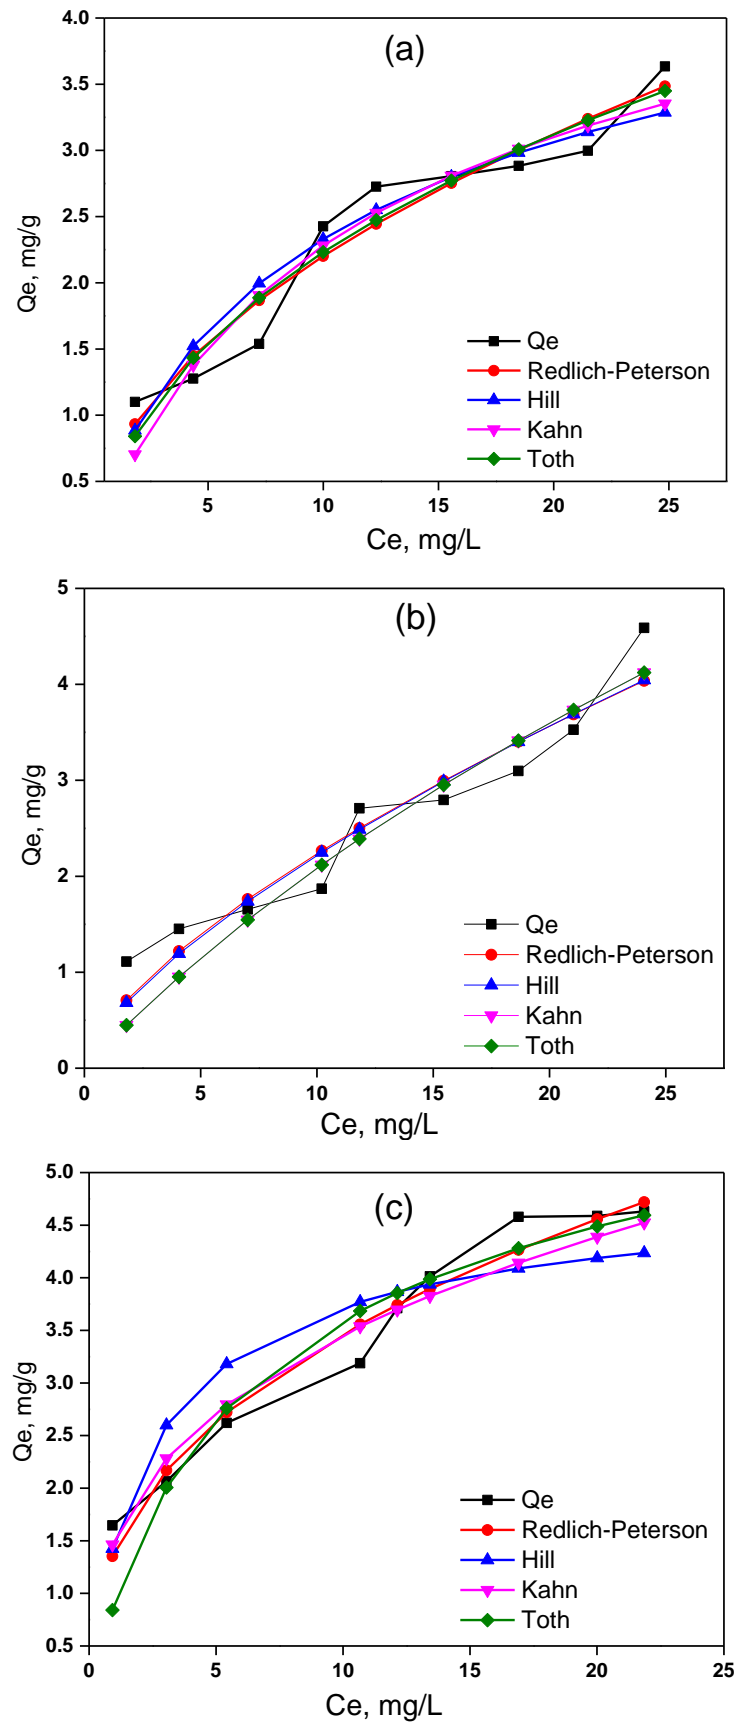 (a)
4.0
3.5
3.0
2.5
2.0
1.5
1.0
0.5
Qe, mg/g
Qe
Redlich-Peterson
Hill
Kahn
Toth
5 10 15 20 25
Ce, mg/L
(b)
5
4
3
2
1
0
Qe, mg/g
Qe
Redlich-Peterson
Hill
Kahn
Toth
0 5 10 15 20 25
Ce, mg/L
(c)
5.0
4.5
4.0
3.5
3.0
2.5
2.0
1.5
1.0
0.5
Qe, mg/g
Qe
Redlich-Peterson
Hill
Kahn
Toth
0 5 10 15 20 25
Ce, mg/L